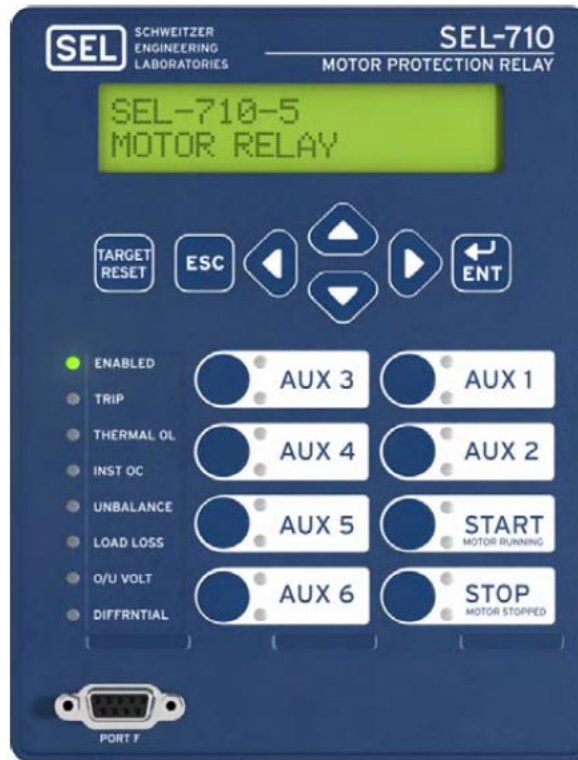 SEL
SCHWEITZER
ENGINEERING
LABORATORIES
SEL-710
MOTOR PROTECTION RELAY
SEL-710-5
MOTOR RELAY
TARGET
RESET
ESC
ENT
ENABLED
TRIP
THERMAL OL
INST OC
UNBALANCE
LOAD LOSS
O/U VOLT
DIFFRNTIAL
AUX 3
AUX 1
AUX 4
AUX 2
AUX 5
START
MOTOR RUNNING
AUX 6
STOP
MOTOR STOPPED
PORT F